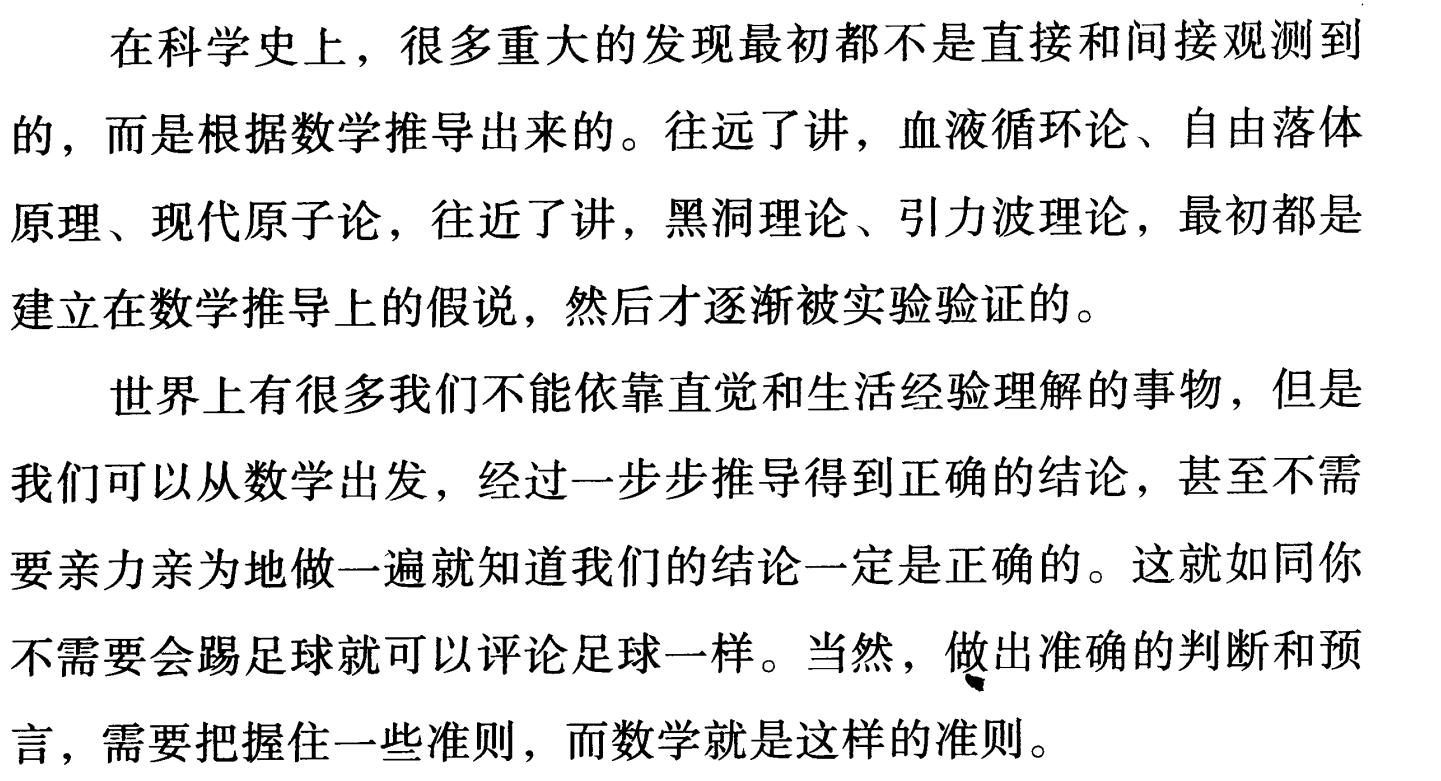 在科学史上，很多重大的发现最初都不是直接和间接观测到
的，而是根据数学推导出来的。往远了讲，血液循环论、自由落体
原理、现代原子论，往近了讲，黑洞理论、引力波理论，最初都是
建立在数学推导上的假说，然后才逐渐被实验验证的。
世界上有很多我们不能依靠直觉和生活经验理解的事物，但是
我们可以从数学出发，经过一步步推导得到正确的结论，甚至不需
要亲力亲为地做一遍就知道我们的结论一定是正确的。这就如同你
不需要会踢足球就可以评论足球一样。当然，做出准确的判断和预
言，需要把握住一些准则，而数学就是这样的准则。